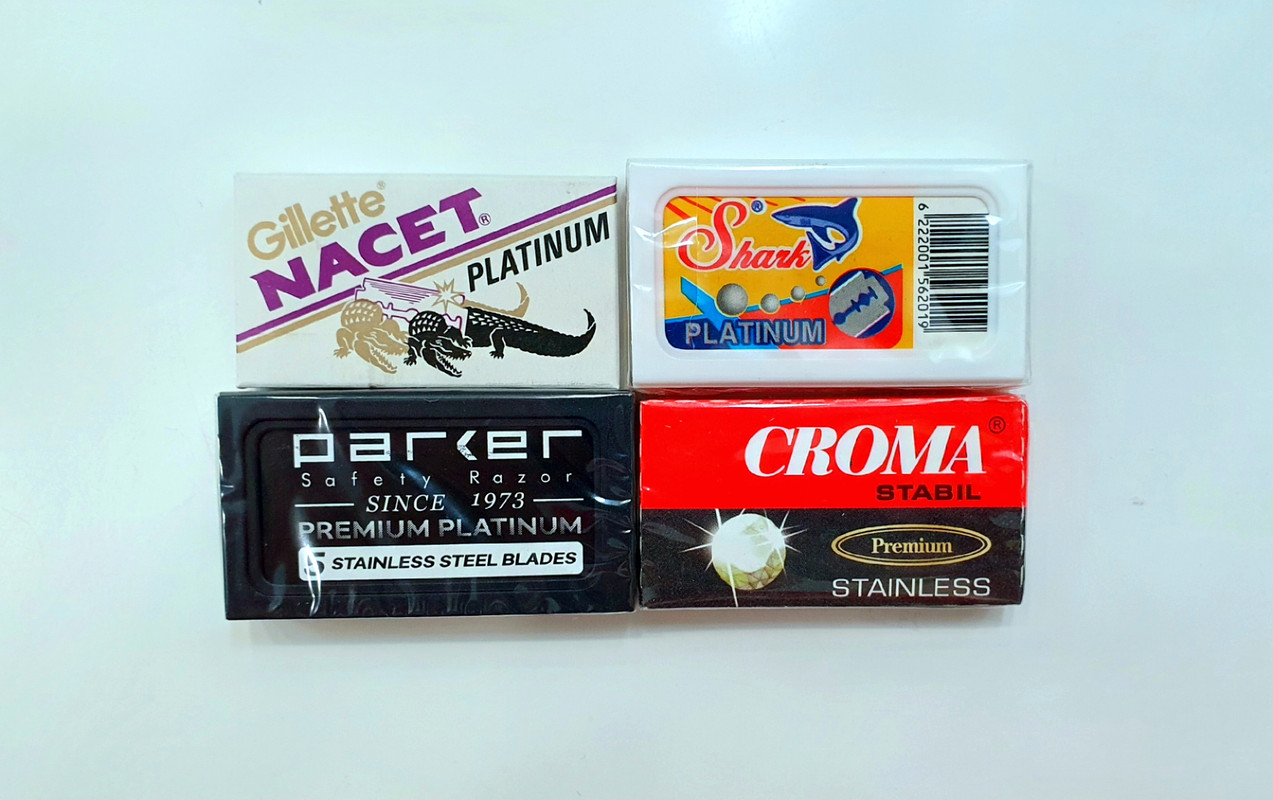 Gillette®
NACET®
PLATINUM
Shark®
PLATINUM
6 222001 562019
parker
Safety Razor
SINCE 1973
PREMIUM PLATINUM
5 STAINLESS STEEL BLADES
CROMA®
STABIL
Premium
STAINLESS